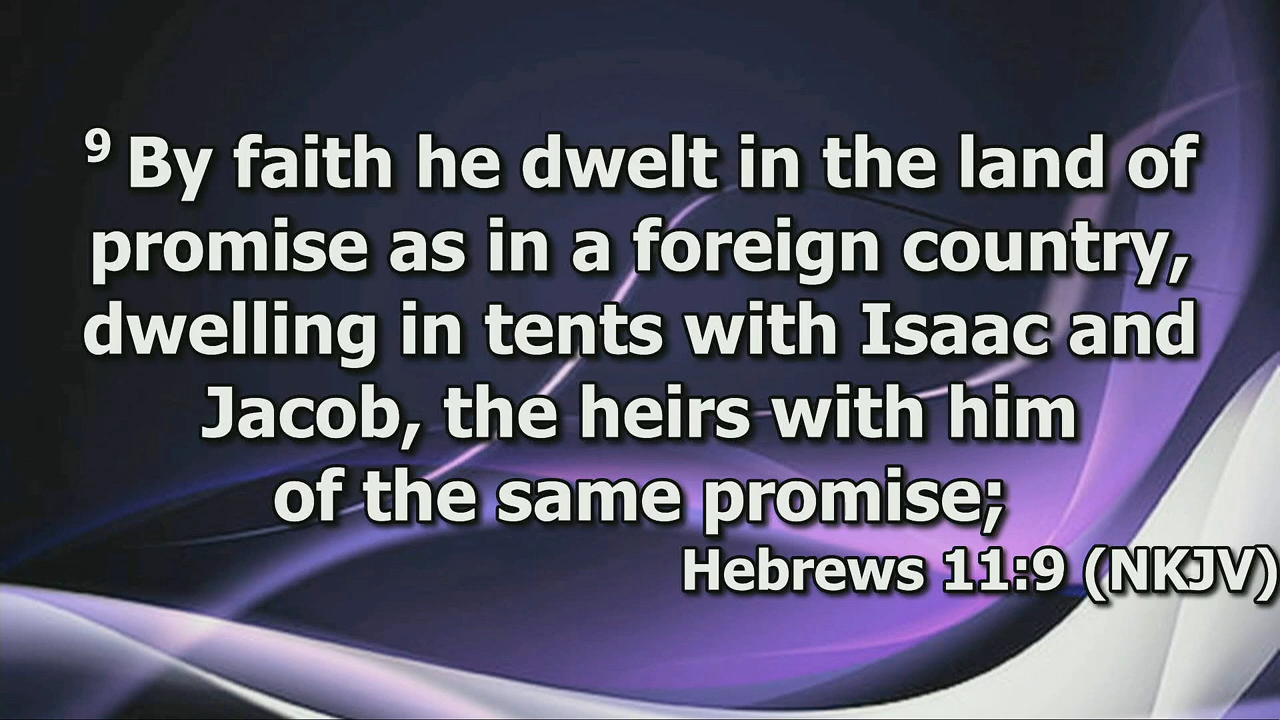 9 By faith he dwelt in the land of
promise as in a foreign country,
dwelling in tents with Isaac and
Jacob, the heirs with him
of the same promise;
Hebrews 11:9 (NKJV)